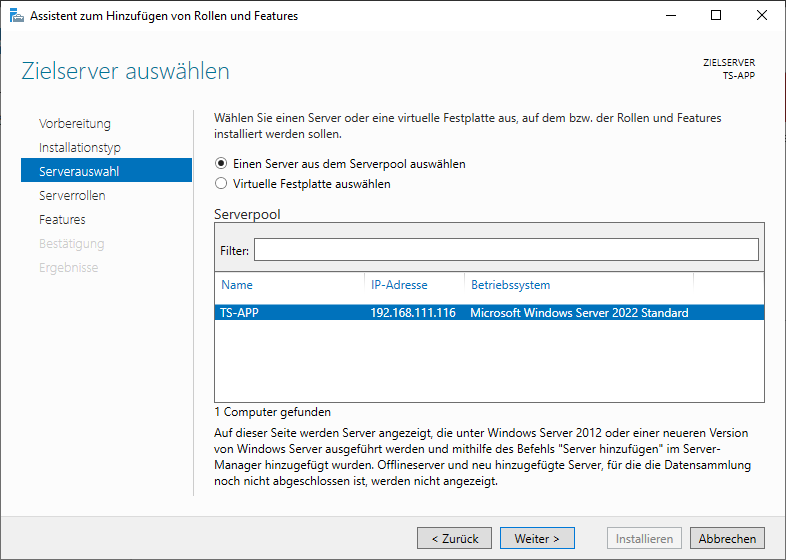 Assistent zum Hinzufügen von Rollen und Features
Zielserver auswählen
ZIELSERVER
TS-APP
Vorbereitung
Installationstyp
Serverauswahl
Serverrollen
Features
Bestätigung
Ergebnisse
Wählen Sie einen Server oder eine virtuelle Festplatte aus, auf dem bzw. der Rollen und Features
installiert werden sollen.
Einen Server aus dem Serverpool auswählen
Virtuelle Festplatte auswählen
Serverpool
Filter:
Name IP-Adresse Betriebssystem
TS-APP 192.168.111.116 Microsoft Windows Server 2022 Standard
1 Computer gefunden
Auf dieser Seite werden Server angezeigt, die unter Windows Server 2012 oder einer neueren Version
von Windows Server ausgeführt werden und mithilfe des Befehls "Server hinzufügen" im Server-
Manager hinzugefügt wurden. Offlineserver und neu hinzugefügte Server, für die die Datensammlung
noch nicht abgeschlossen ist, werden nicht angezeigt.
< Zurück Weiter > Installieren Abbrechen